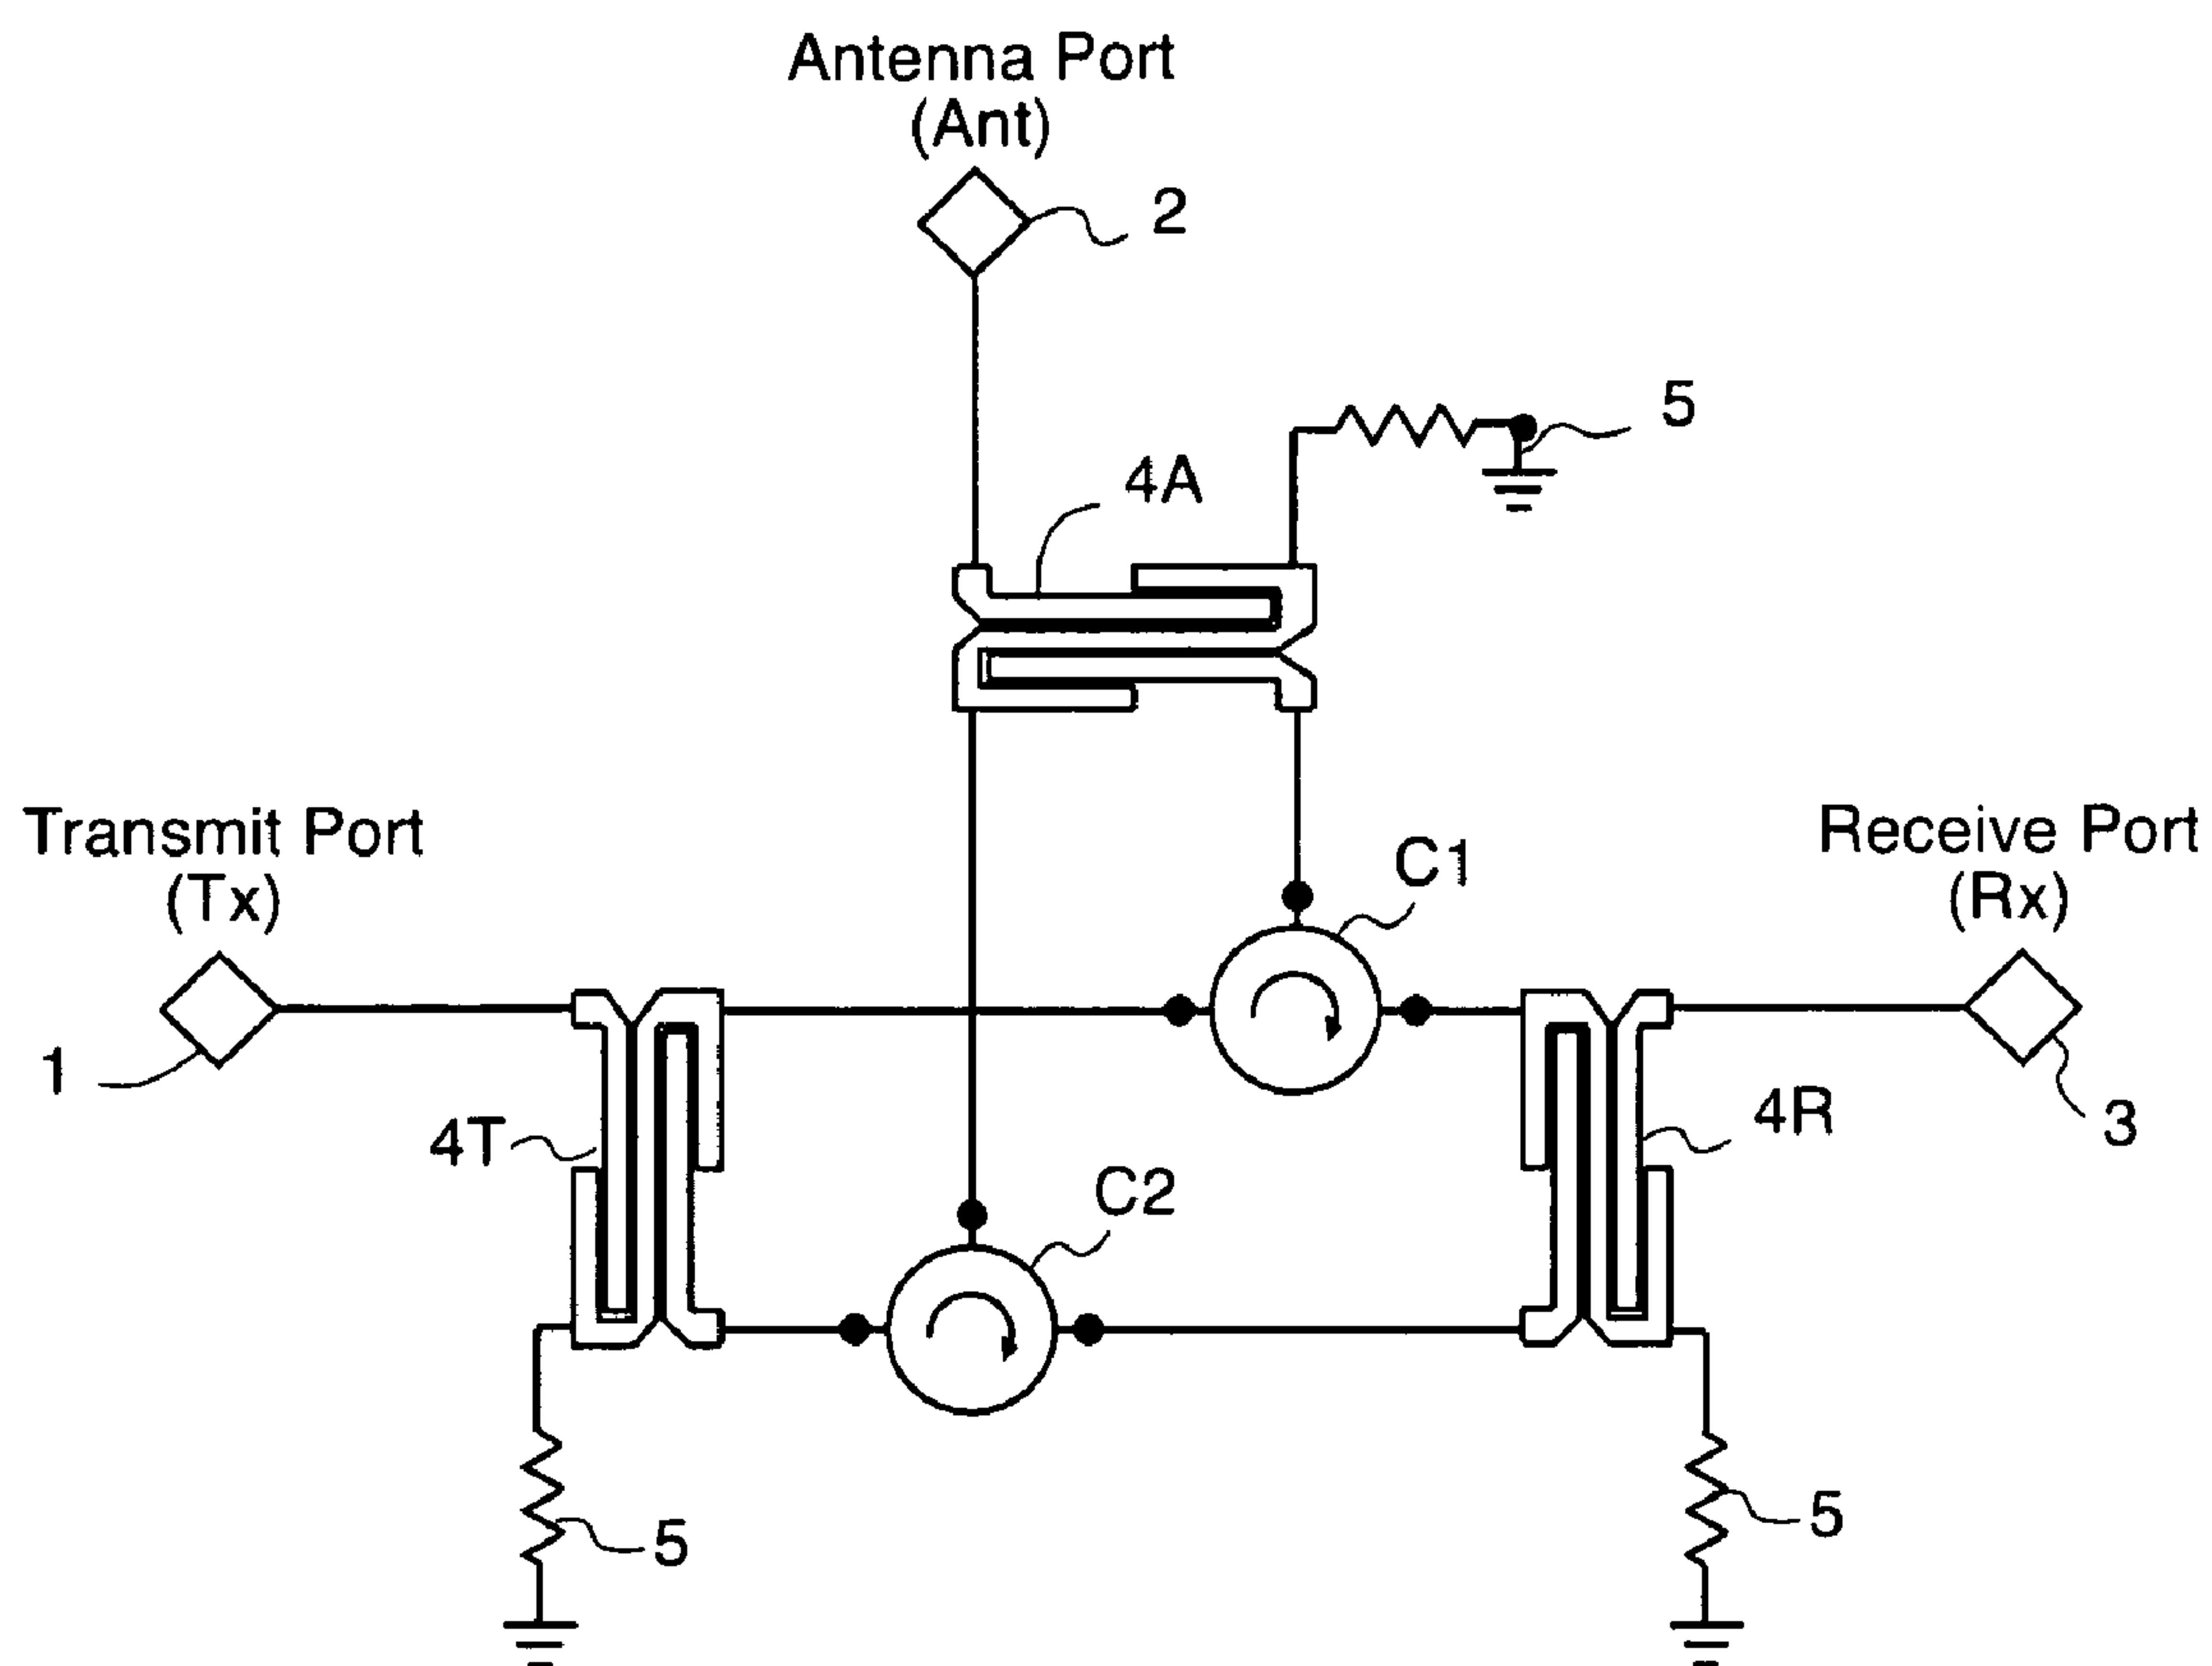 Antenna Port
(Ant)
2
5
4A
Transmit Port
(Tx)
C1
Receive Port
(Rx)
1
4T
4R
3
C2
5
5